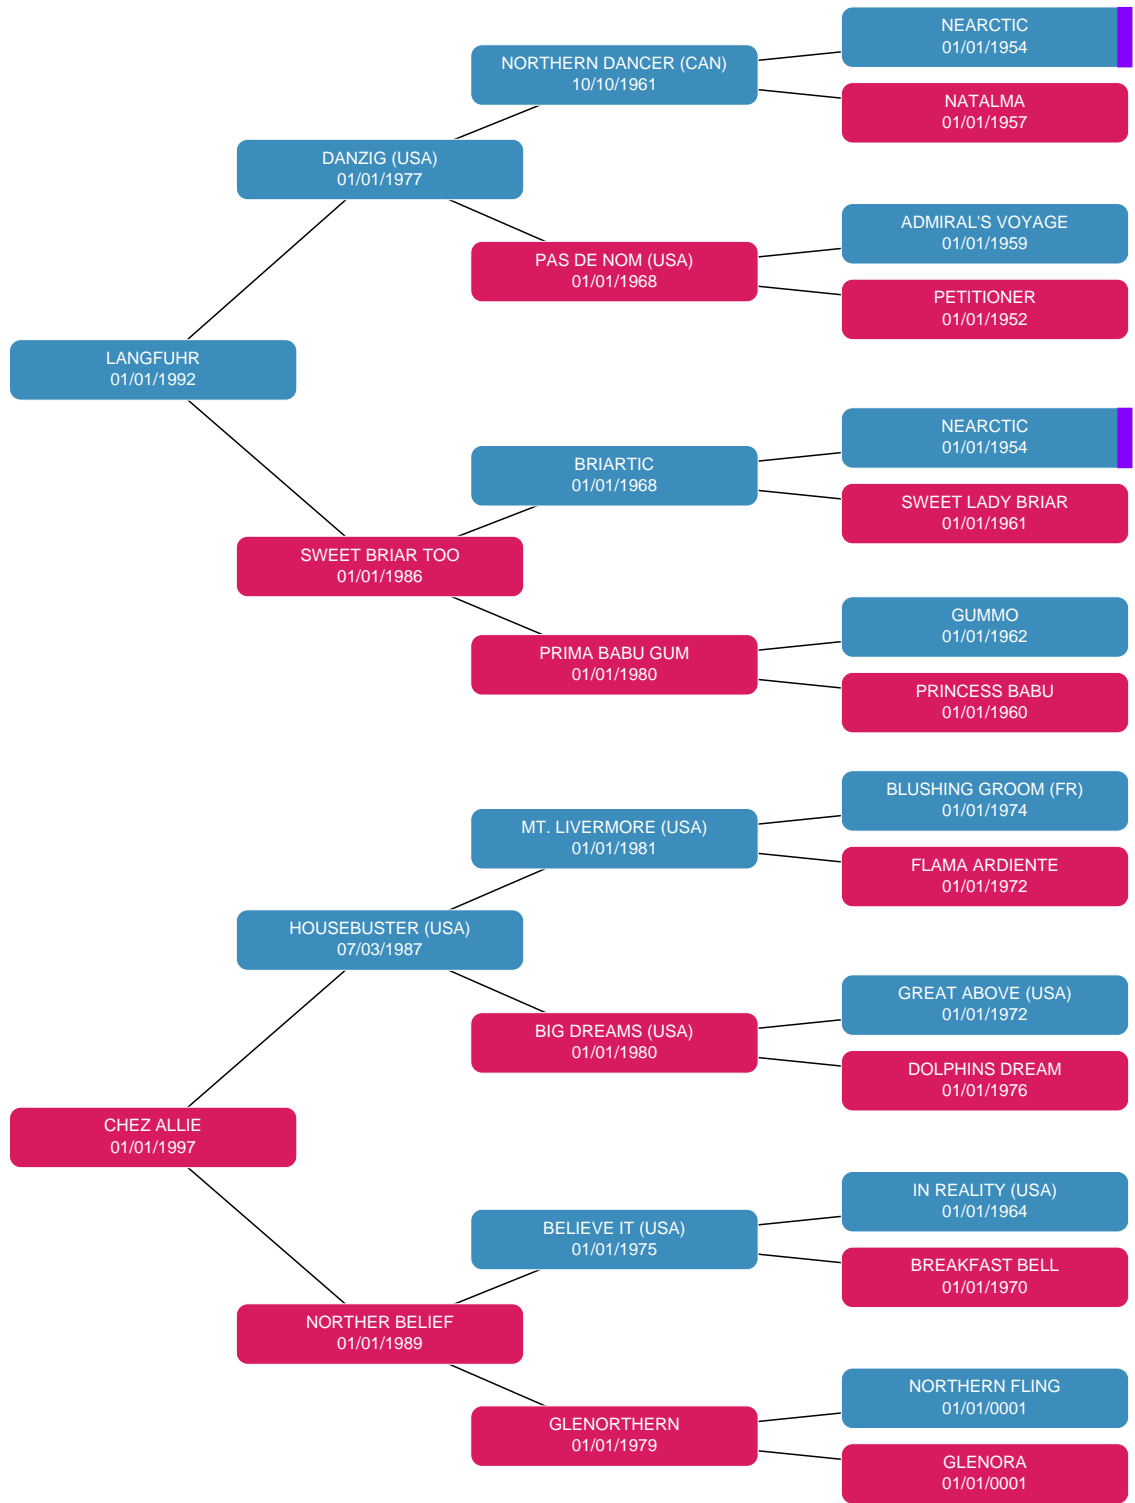 NEARCTIC
01/01/1954
NORTHERN DANCER (CAN)
10/10/1961
NATALMA
01/01/1957
DANZIG (USA)
01/01/1977
ADMIRAL'S VOYAGE
01/01/1959
PAS DE NOM (USA)
01/01/1968
PETITIONER
01/01/1952
LANGFUHR
01/01/1992
NEARCTIC
01/01/1954
BRIARTIC
01/01/1968
SWEET LADY BRIAR
01/01/1961
SWEET BRIAR TOO
01/01/1986
GUMMO
01/01/1962
PRIMA BABU GUM
01/01/1980
PRINCESS BABU
01/01/1960
BLUSHING GROOM (FR)
01/01/1974
MT. LIVERMORE (USA)
01/01/1981
FLAMA ARDIENTE
01/01/1972
HOUSEBUSTER (USA)
07/03/1987
GREAT ABOVE (USA)
01/01/1972
BIG DREAMS (USA)
01/01/1980
DOLPHINS DREAM
01/01/1976
CHEZ ALLIE
01/01/1997
IN REALITY (USA)
01/01/1964
BELIEVE IT (USA)
01/01/1975
BREAKFAST BELL
01/01/1970
NORTHER BELIEF
01/01/1989
NORTHERN FLING
01/01/0001
GLENORTHERN
01/01/1979
GLENORA
01/01/0001